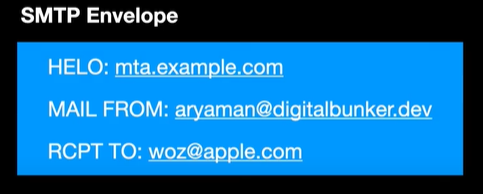 SMTP Envelope
HELO: mta.example.com
MAIL FROM: aryaman@digitalbunker.dev
RCPT TO: woz@apple.com